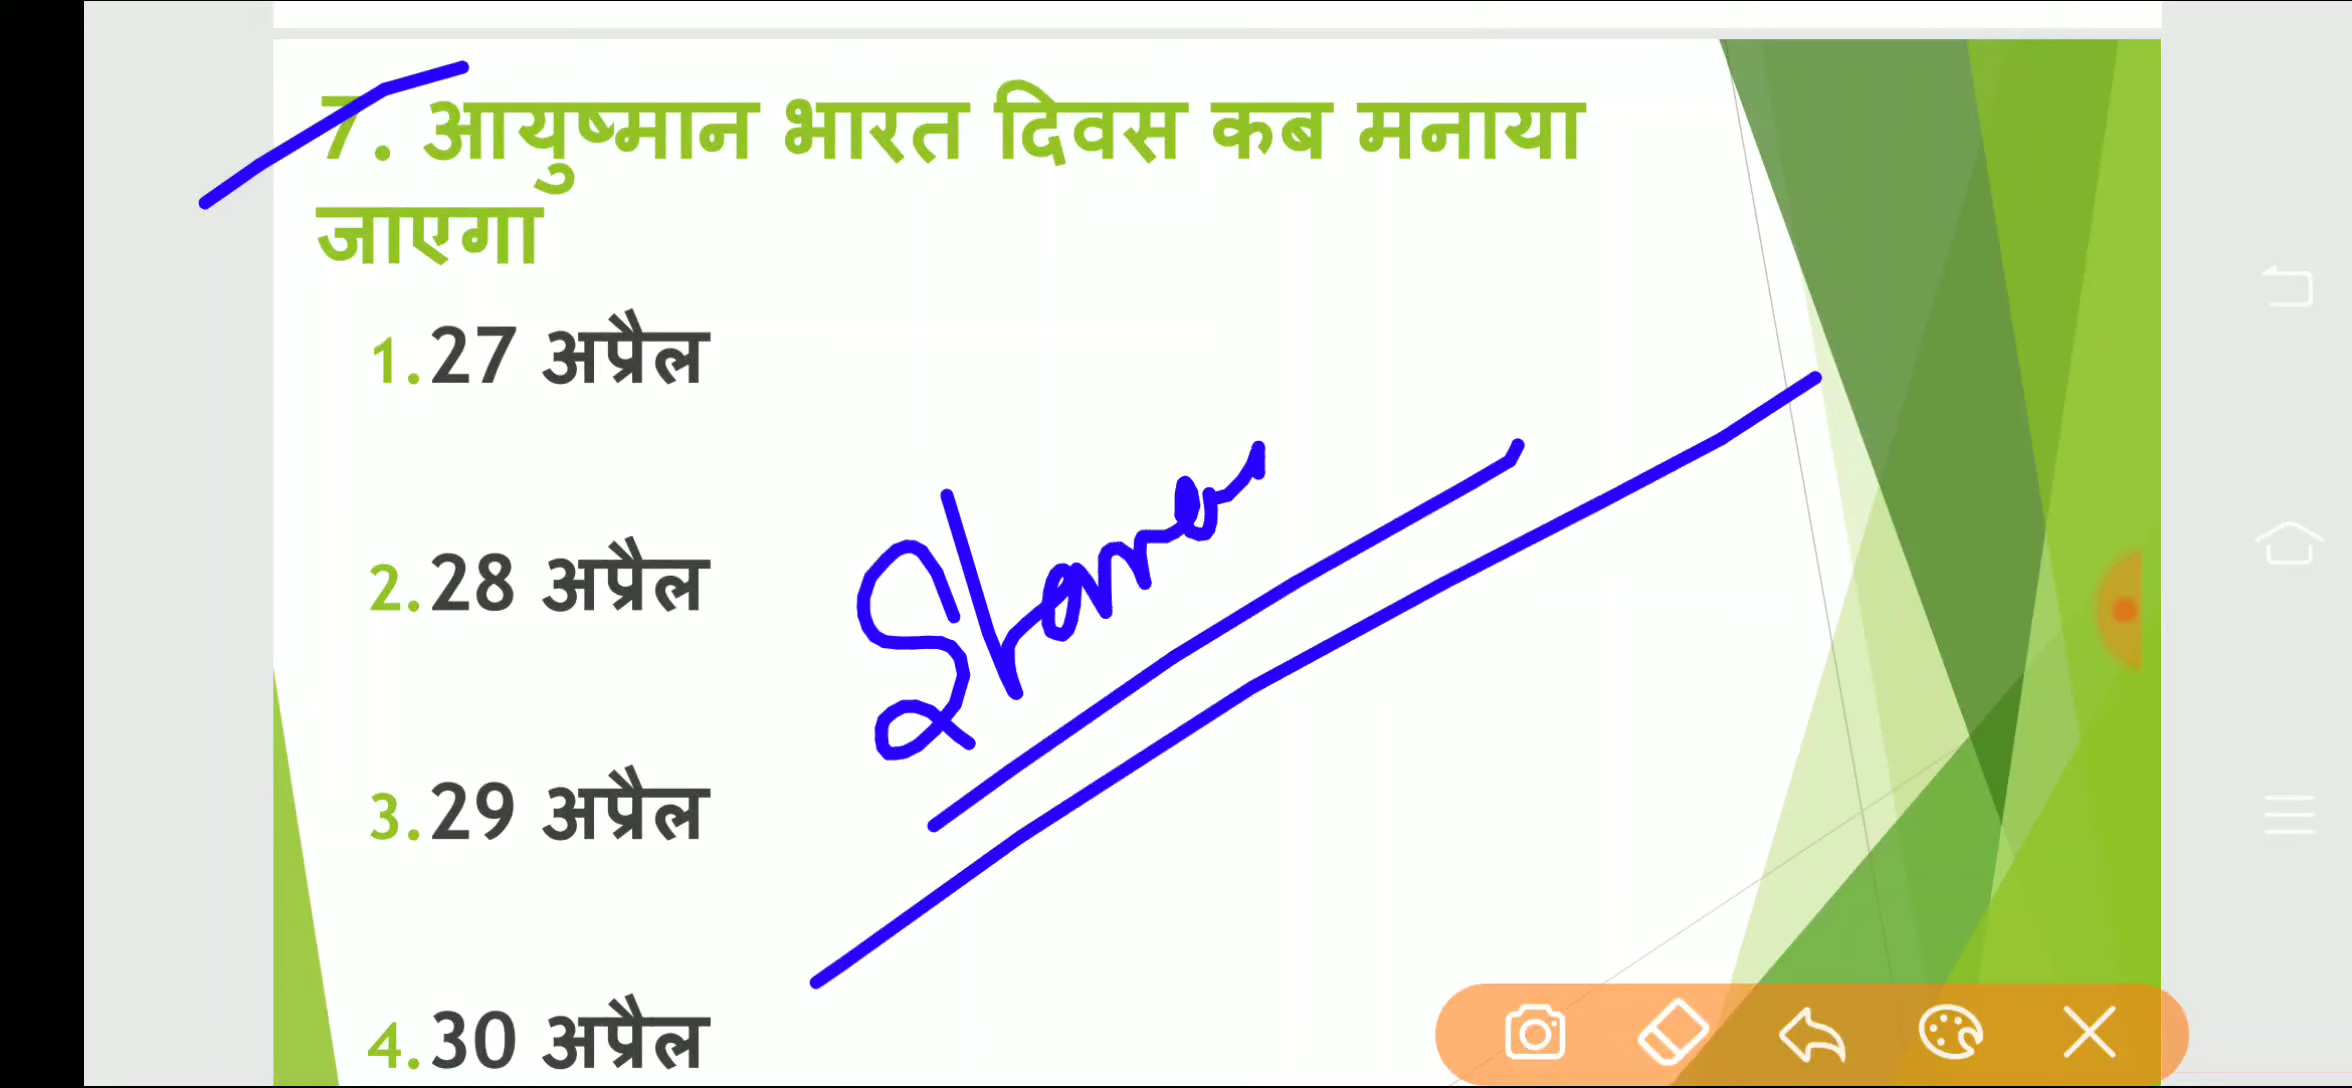 7. आयुष्मान भारत दिवस कब मनाया
जाएगा
1. 27 अप्रैल
2. 28 अप्रैल
3. 29 अप्रैल
4. 30 अप्रैल